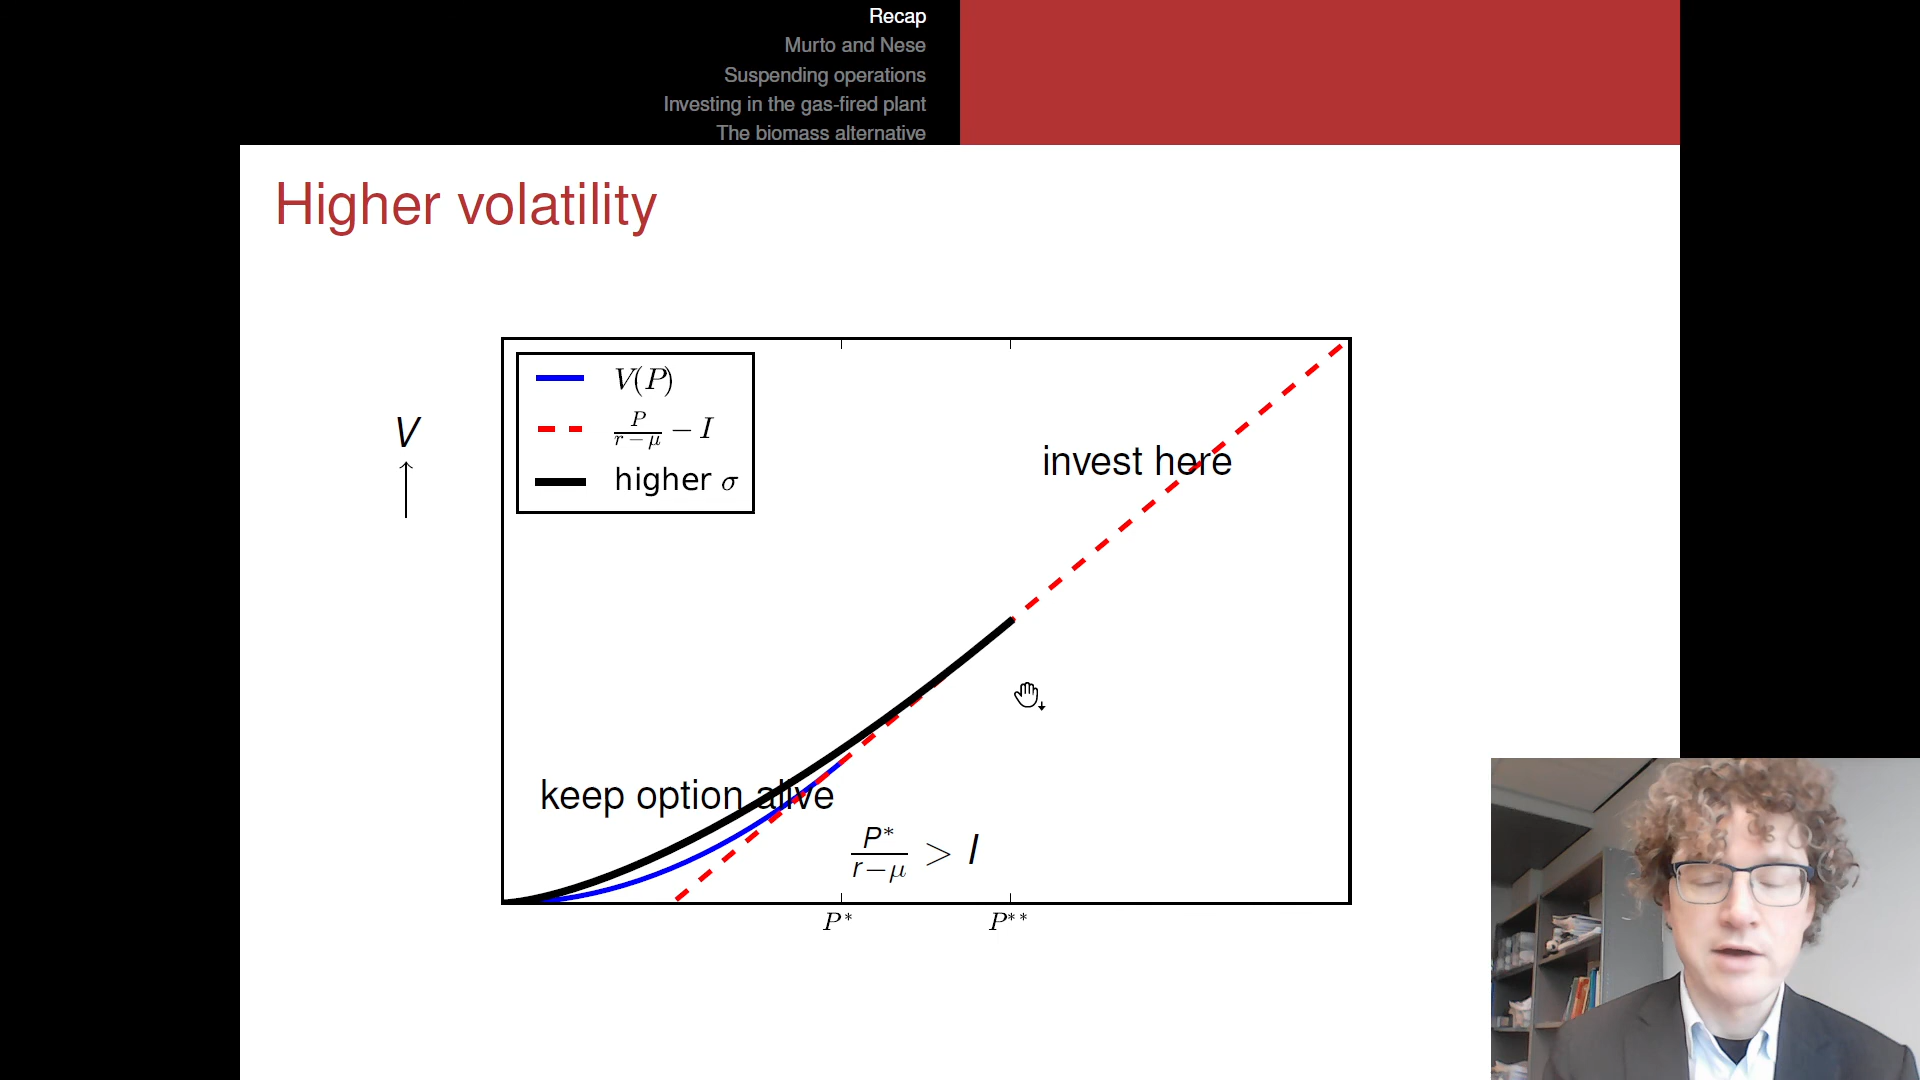 Recap
Murto and Nese
Suspending operations
Investing in the gas-fired plant
The biomass alternative
Higher volatility
V
↑
V(P)
P/(r − μ) − I
higher σ
invest here
keep option alive
P*/(r−μ) > I
P*
P**